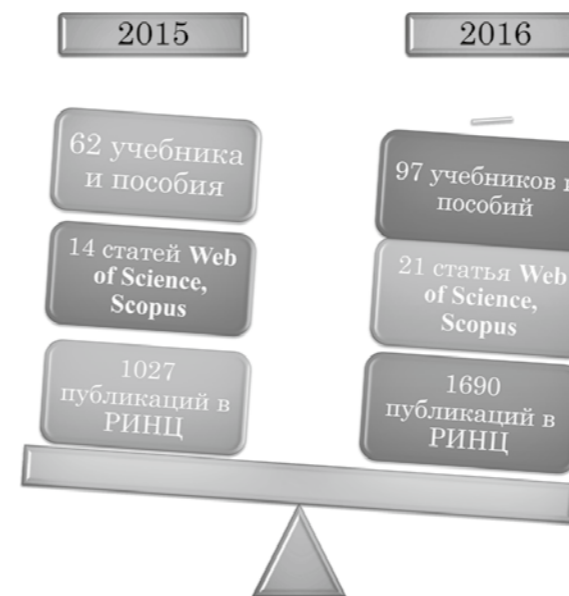 2015
2016
62 учебника
и пособия
14 статей Web
of Science,
Scopus
1027
публикаций в
РИНЦ
97 учебников и
пособий
21 статья Web
of Science,
Scopus
1690
публикаций в
РИНЦ